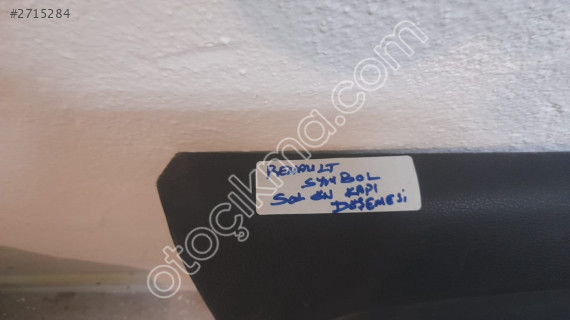 #2715284
RENAULT
SYMBOL
SOL ÖN KAPI
DÖŞEMESİ
otoçıkma.com